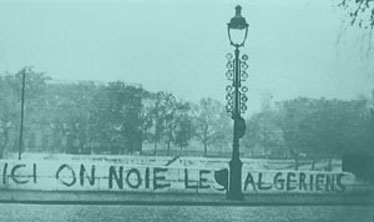 ICI ON NOIE LES ALGERIENS